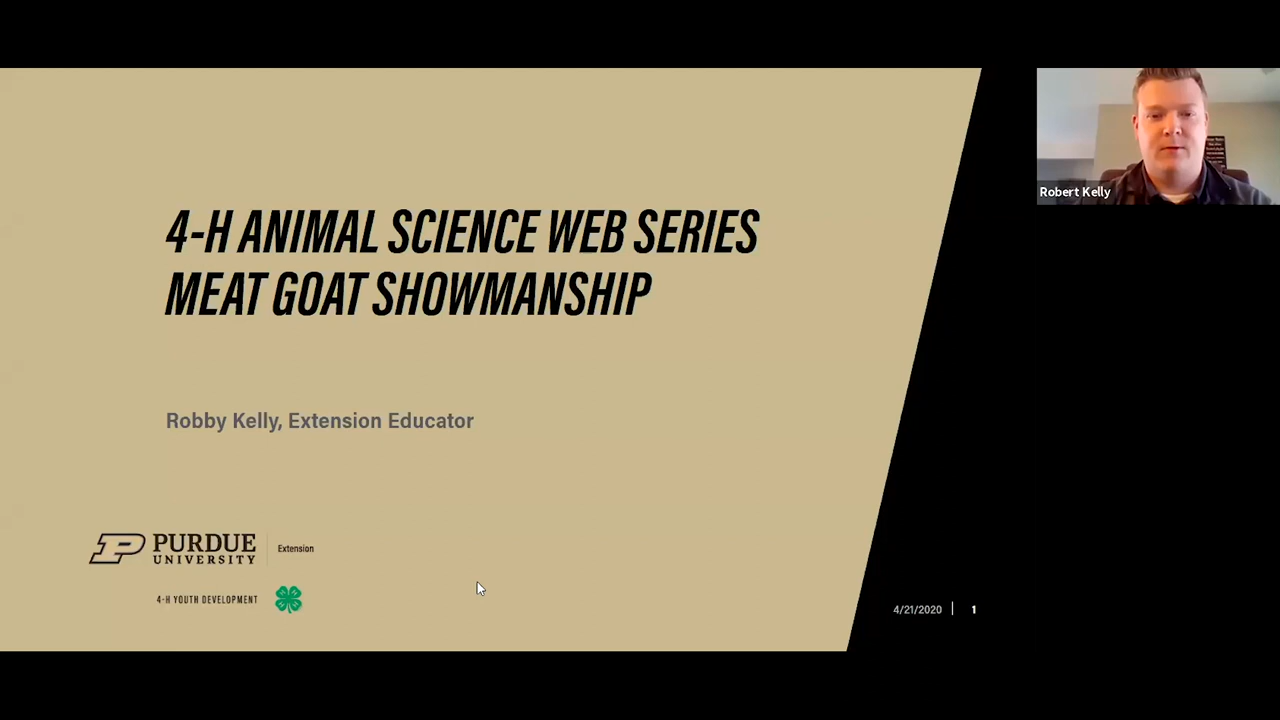 4-H ANIMAL SCIENCE WEB SERIES
MEAT GOAT SHOWMANSHIP
Robert Kelly
Robby Kelly, Extension Educator
PURDUE
UNIVERSITY
Extension
4-H YOUTH DEVELOPMENT
4/21/2020 | 1